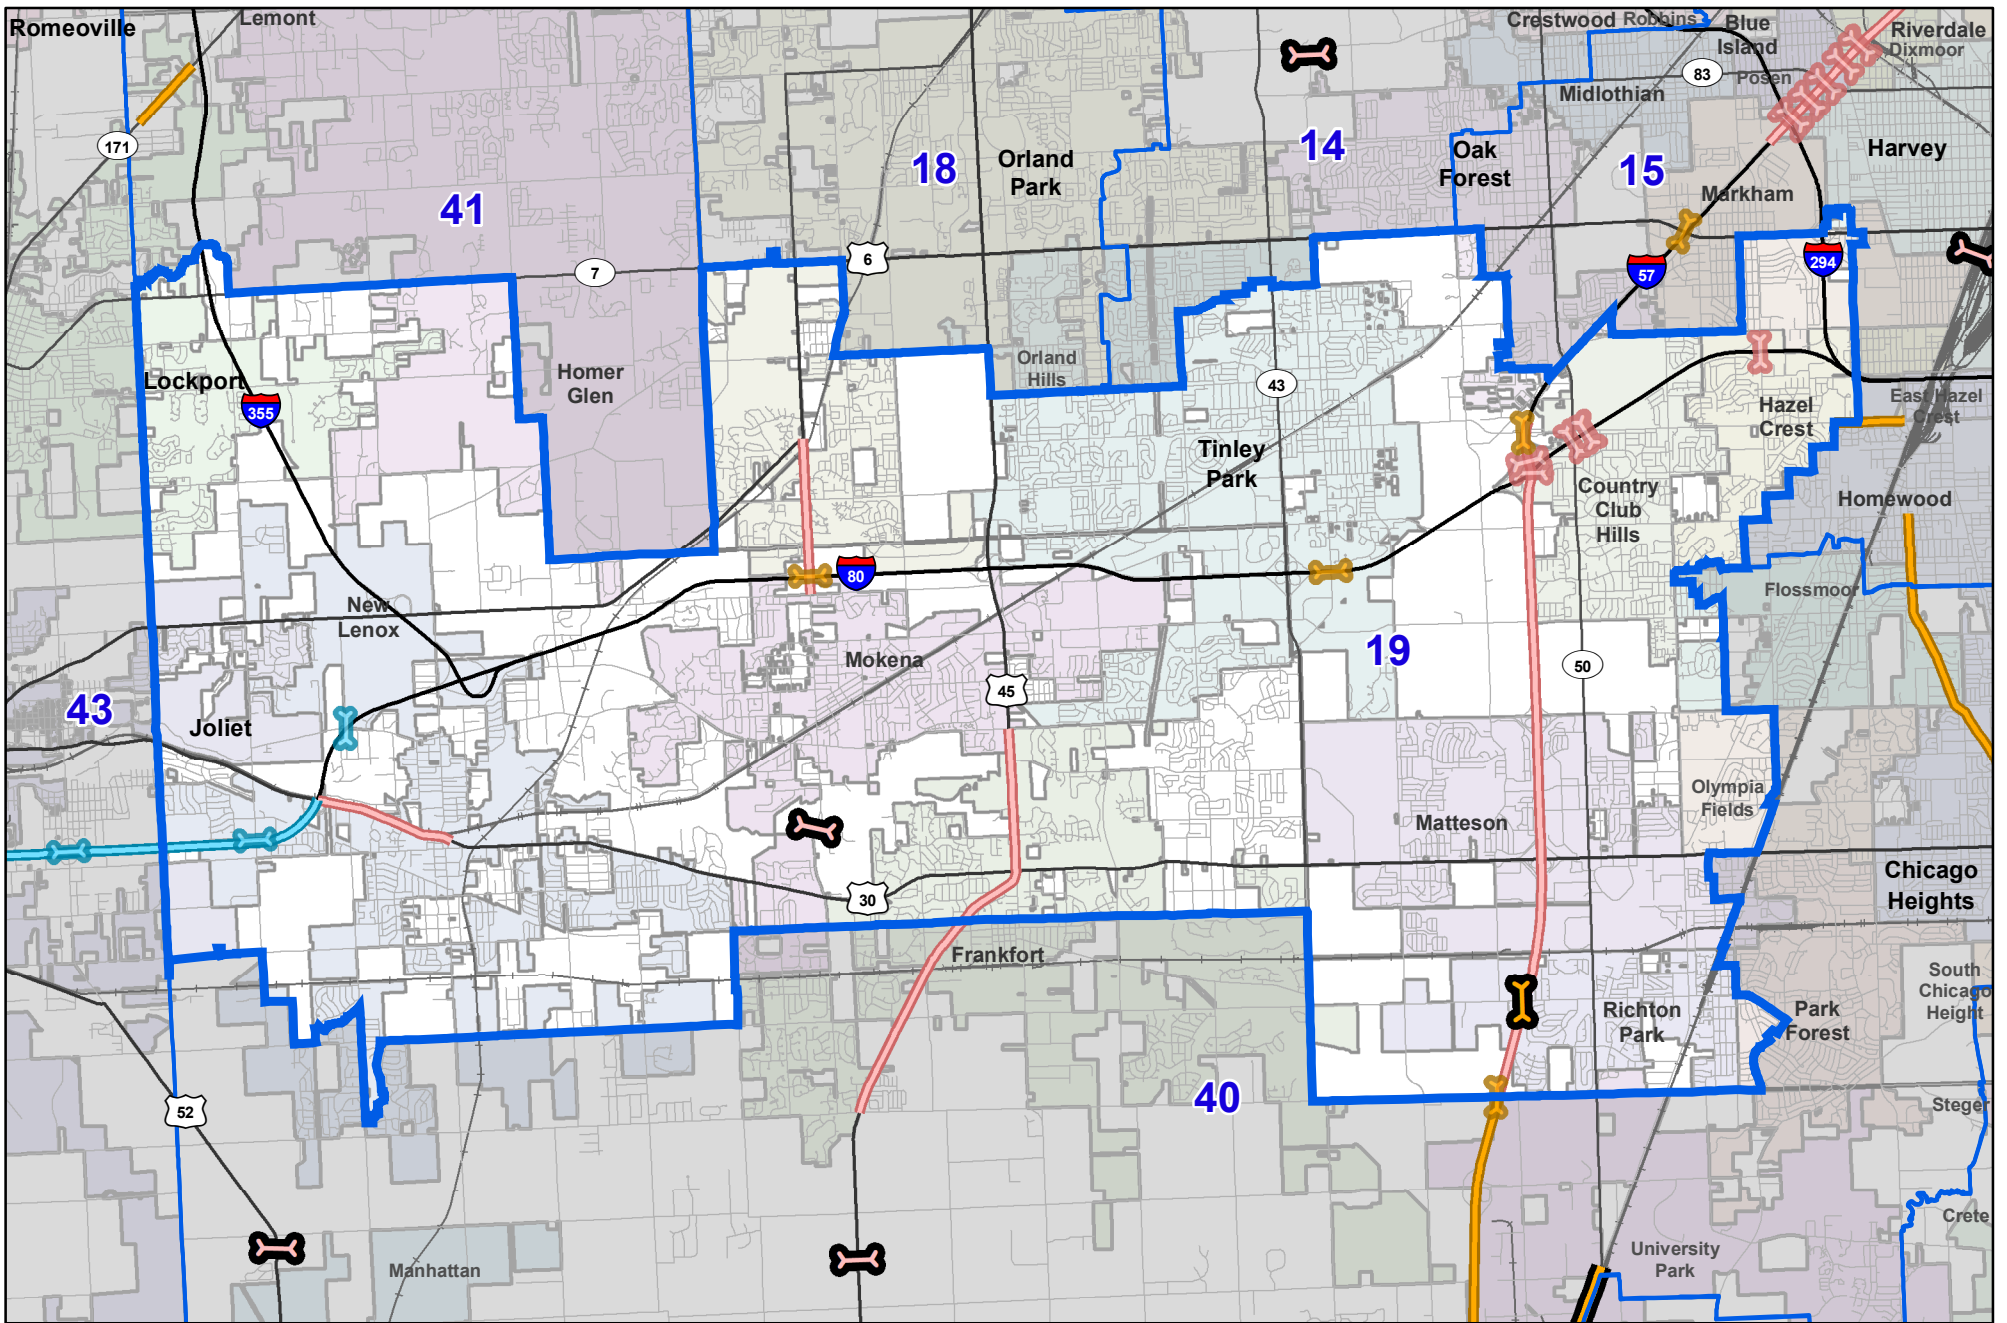 Romeoville
Lemont
Crestwood
Robbins
Blue
Island
Riverdale
Dixmoor
83
Posen
Midlothian
171
14
Oak
Forest
15
Harvey
18
Orland
Park
Markham
41
6
7
57
294
Orland
Hills
43
Homer
Glen
Lockport
355
East Hazel
Crest
Hazel
Crest
Tinley
Park
Country
Club
Hills
Homewood
80
Flossmoor
New
Lenox
Mokena
19
50
45
43
Joliet
Olympia
Fields
Matteson
30
Chicago
Heights
Frankfort
South
Chicago
Height
Richton
Park
Park
Forest
40
52
Steger
Crete
University
Park
Manhattan